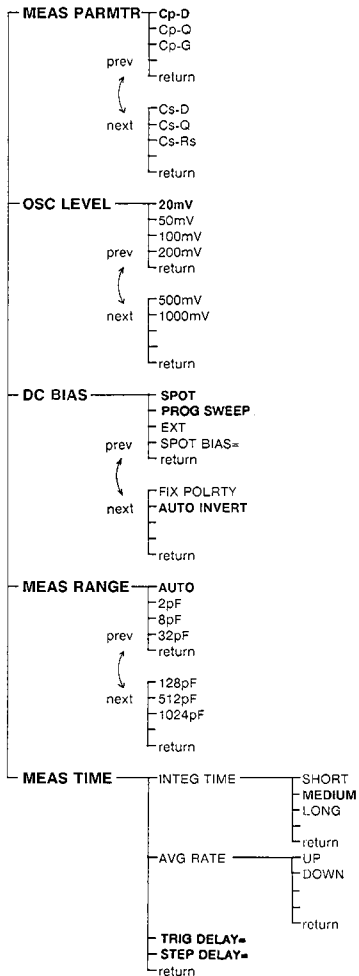 MEAS PARMTR Cp-D
Cp-Q
Cp-G
prev
return
Cs-D
next Cs-Q
Cs-Rs
return
OSC LEVEL 20mV
50mV
100mV
prev 200mV
return
500mV
next 1000mV
return
DC BIAS SPOT
PROG SWEEP
EXT
prev SPOT BIAS=
return
FIX POLRTY
next AUTO INVERT
return
MEAS RANGE AUTO
2pF
8pF
prev 32pF
return
128pF
next 512pF
1024pF
return
MEAS TIME INTEG TIME SHORT
MEDIUM
LONG
return
AVG RATE UP
DOWN
return
TRIG DELAY=
STEP DELAY=
return